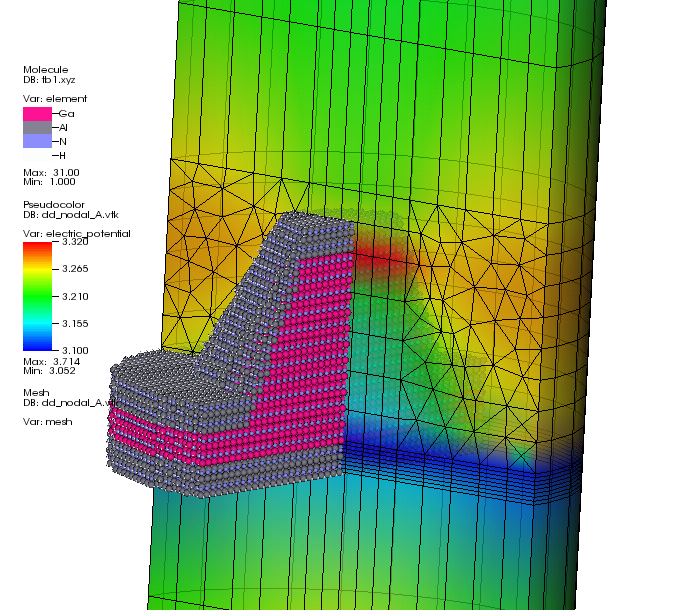 Molecule
DB: tb1.xyz
Var: element
Ga
Al
N
H
Max: 31.00
Min: 1.000
Pseudocolor
DB: dd_nodal_A.vtk
Var: electric_potential
3.320
3.265
3.210
3.155
3.100
Max: 3.714
Min: 3.052
Mesh
DB: dd_nodal_A.vtk
Var: mesh